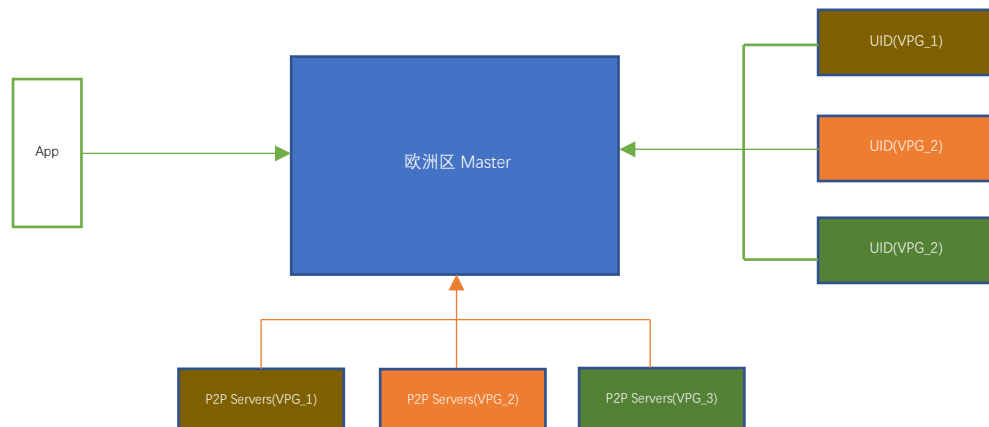 UID(VPG_1)
App
欧洲区 Master
UID(VPG_2)
UID(VPG_2)
P2P Servers(VPG_1)
P2P Servers(VPG_2)
P2P Servers(VPG_3)